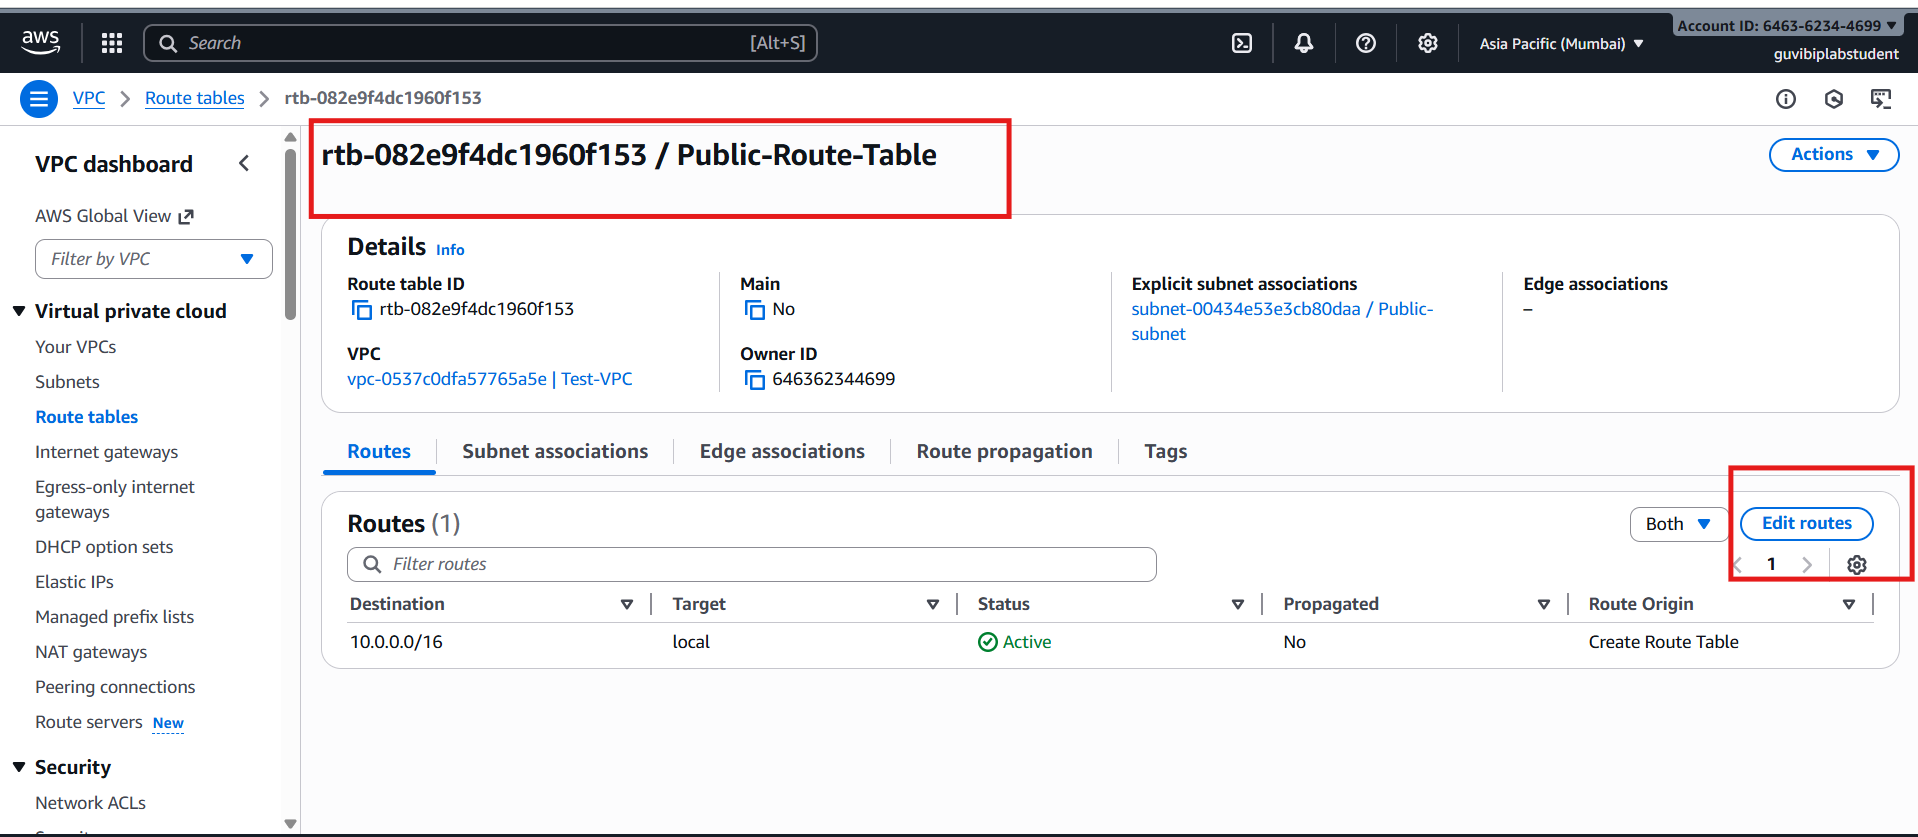 aws
Search [Alt+S]
Asia Pacific (Mumbai)
Account ID: 6463-6234-4699
guvibiplabstudent
VPC
Route tables
rtb-082e9f4dc1960f153
VPC dashboard
AWS Global View
Filter by VPC
Virtual private cloud
Your VPCs
Subnets
Route tables
Internet gateways
Egress-only internet
gateways
DHCP option sets
Elastic IPs
Managed prefix lists
NAT gateways
Peering connections
Route servers New
Security
Network ACLs
rtb-082e9f4dc1960f153 / Public-Route-Table
Actions
Details Info
Route table ID
rtb-082e9f4dc1960f153
VPC
vpc-0537c0dfa57765a5e | Test-VPC
Main
No
Owner ID
646362344699
Explicit subnet associations
subnet-00434e53e3cb80daa / Public-
subnet
Edge associations
–
Routes Subnet associations Edge associations Route propagation Tags
Routes (1)
Both
Edit routes
Filter routes
1
Destination Target Status Propagated Route Origin
10.0.0.0/16 local Active No Create Route Table